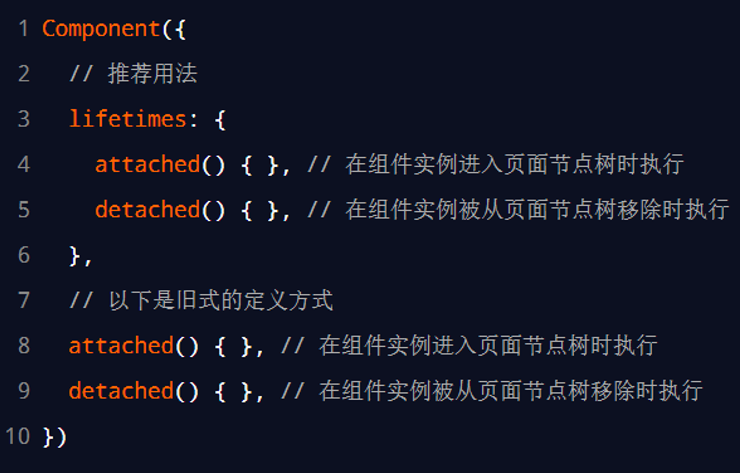 1 Component({
2 // 推荐用法
3 lifetimes: {
4 attached() { }, // 在组件实例进入页面节点树时执行
5 detached() { }, // 在组件实例被从页面节点树移除时执行
6 },
7 // 以下是旧式的定义方式
8 attached() { }, // 在组件实例进入页面节点树时执行
9 detached() { }, // 在组件实例被从页面节点树移除时执行
10 })